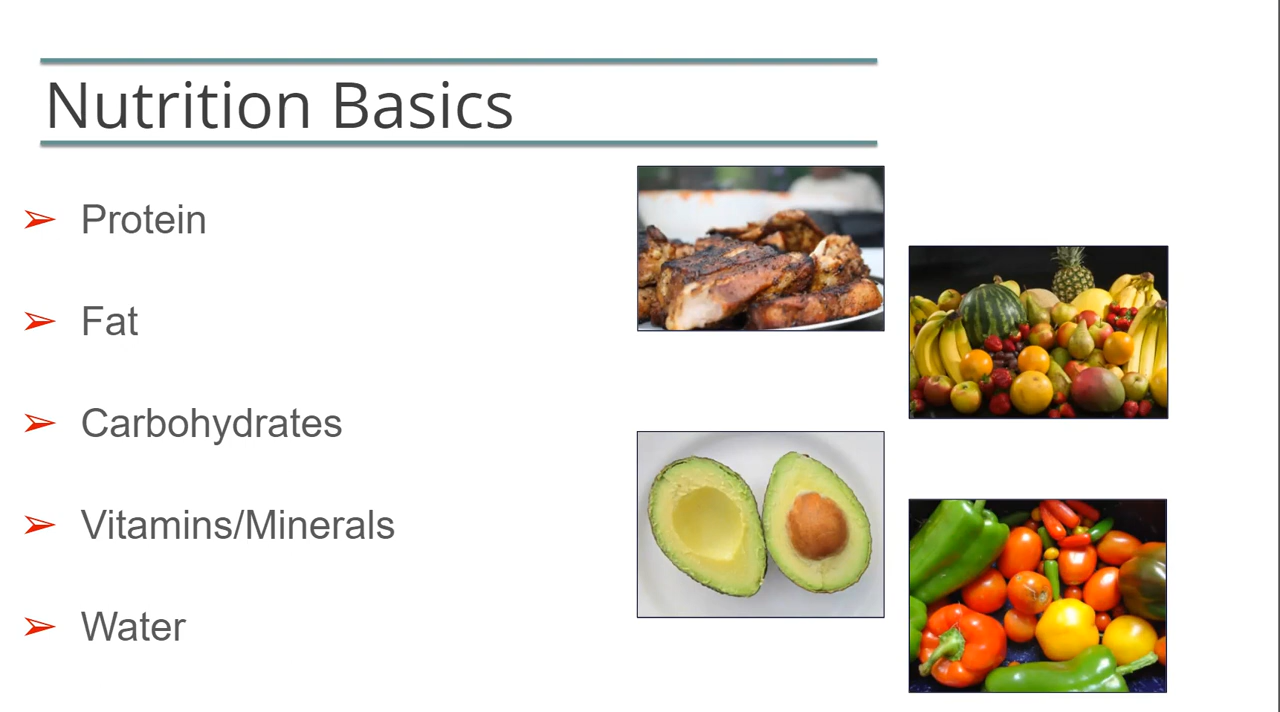 Nutrition Basics
➢ Protein
➢ Fat
➢ Carbohydrates
➢ Vitamins/Minerals
➢ Water